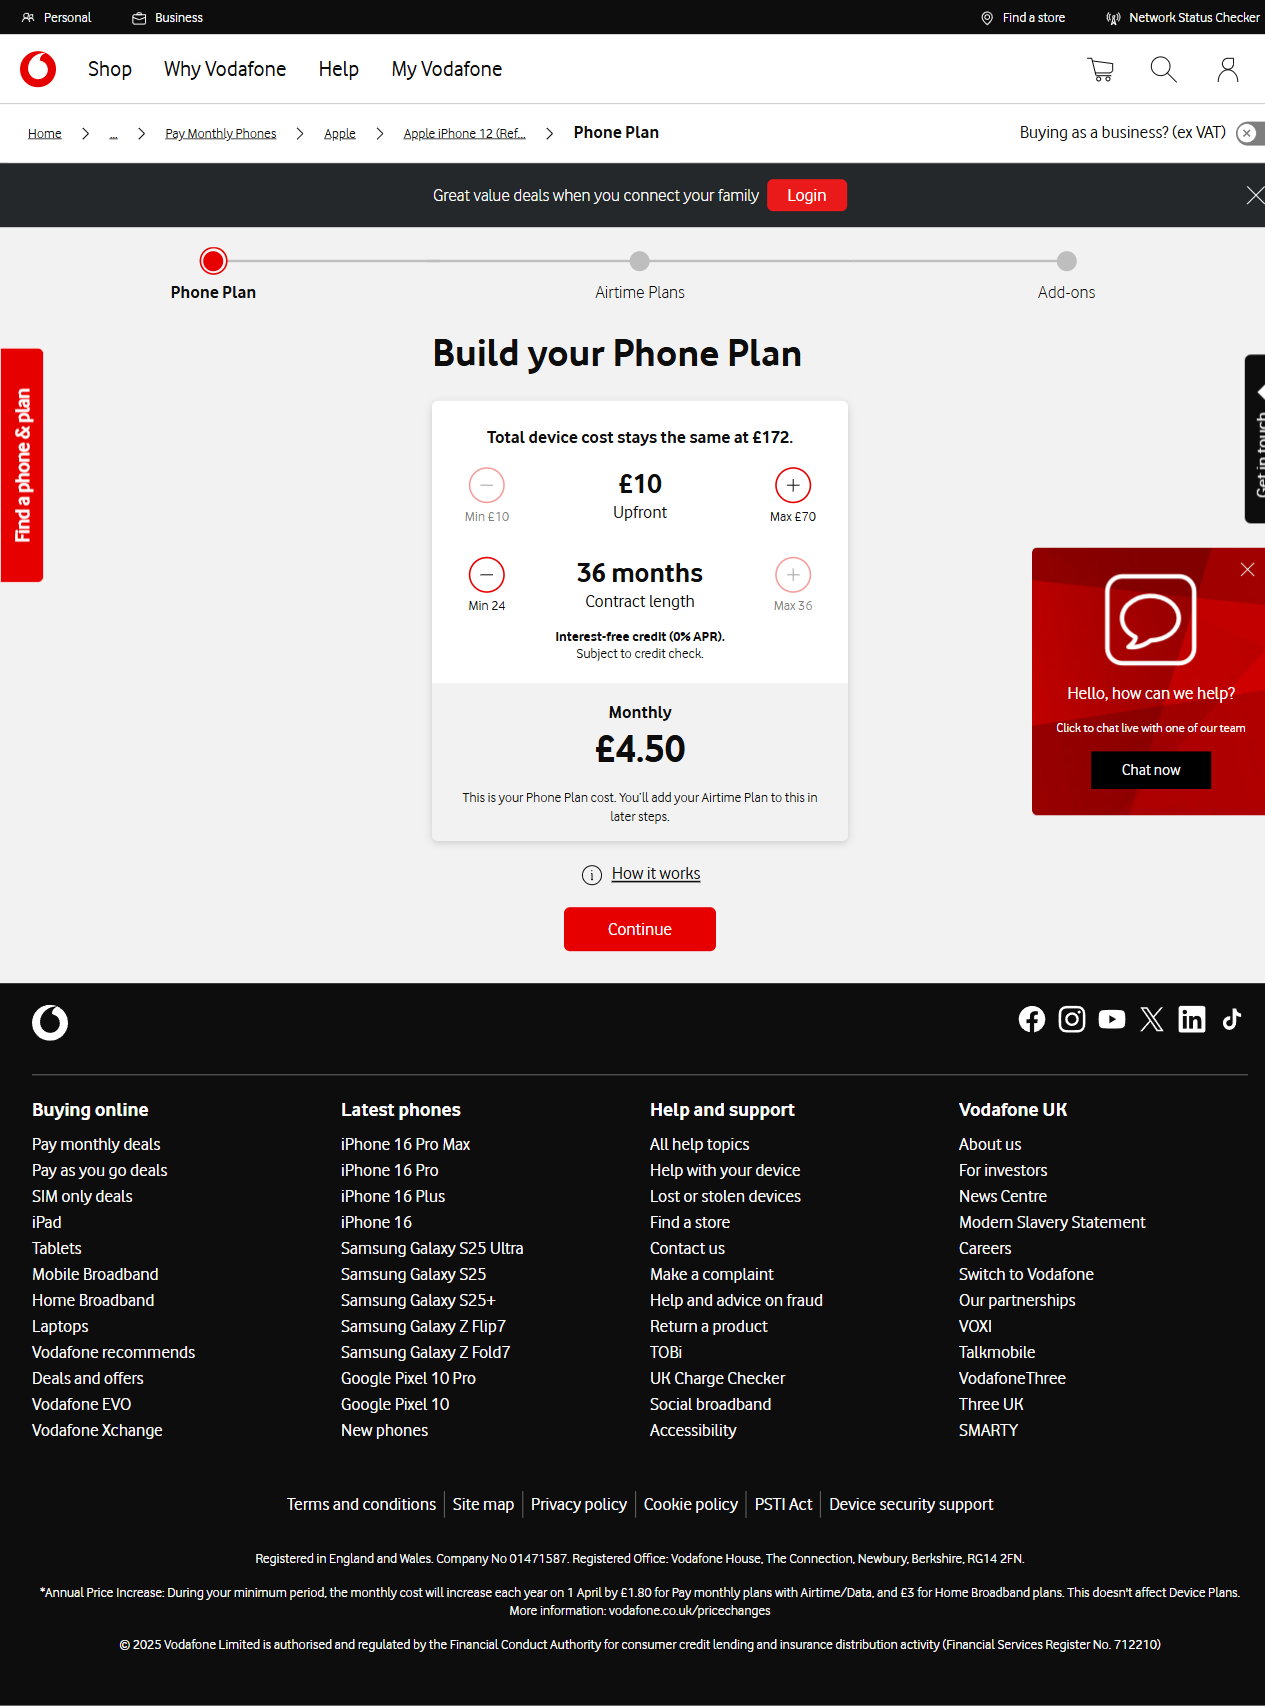 Personal Business Find a store Network Status Checker
Shop Why Vodafone Help My Vodafone
Home ... Pay Monthly Phones Apple Apple iPhone 12 (Ref... Phone Plan Buying as a business? (ex VAT)
Great value deals when you connect your family Login
Phone Plan Airtime Plans Add-ons
Find a phone & plan
Get in touch
Build your Phone Plan
Total device cost stays the same at £172.
£10
Upfront
Min £10 Max £70
36 months
Contract length
Min 24 Max 36
Interest-free credit (0% APR).
Subject to credit check.
Monthly
£4.50
This is your Phone Plan cost. You'll add your Airtime Plan to this in
later steps.
How it works
Continue
Hello, how can we help?
Click to chat live with one of our team
Chat now
Buying online
Pay monthly deals
Pay as you go deals
SIM only deals
iPad
Tablets
Mobile Broadband
Home Broadband
Laptops
Vodafone recommends
Deals and offers
Vodafone EVO
Vodafone Xchange
Latest phones
iPhone 16 Pro Max
iPhone 16 Pro
iPhone 16 Plus
iPhone 16
Samsung Galaxy S25 Ultra
Samsung Galaxy S25
Samsung Galaxy S25+
Samsung Galaxy Z Flip7
Samsung Galaxy Z Fold7
Google Pixel 10 Pro
Google Pixel 10
New phones
Help and support
All help topics
Help with your device
Lost or stolen devices
Find a store
Contact us
Make a complaint
Help and advice on fraud
Return a product
TOBi
UK Charge Checker
Social broadband
Accessibility
Vodafone UK
About us
For investors
News Centre
Modern Slavery Statement
Careers
Switch to Vodafone
Our partnerships
VOXI
Talkmobile
VodafoneThree
Three UK
SMARTY
Terms and conditions Site map Privacy policy Cookie policy PSTI Act Device security support
Registered in England and Wales. Company No 01471587. Registered Office: Vodafone House, The Connection, Newbury, Berkshire, RG14 2FN.
*Annual Price Increase: During your minimum period, the monthly cost will increase each year on 1 April by £1.80 for Pay monthly plans with Airtime/Data, and £3 for Home Broadband plans. This doesn't affect Device Plans.
More information: vodafone.co.uk/pricechanges
© 2025 Vodafone Limited is authorised and regulated by the Financial Conduct Authority for consumer credit lending and insurance distribution activity (Financial Services Register No. 712210)